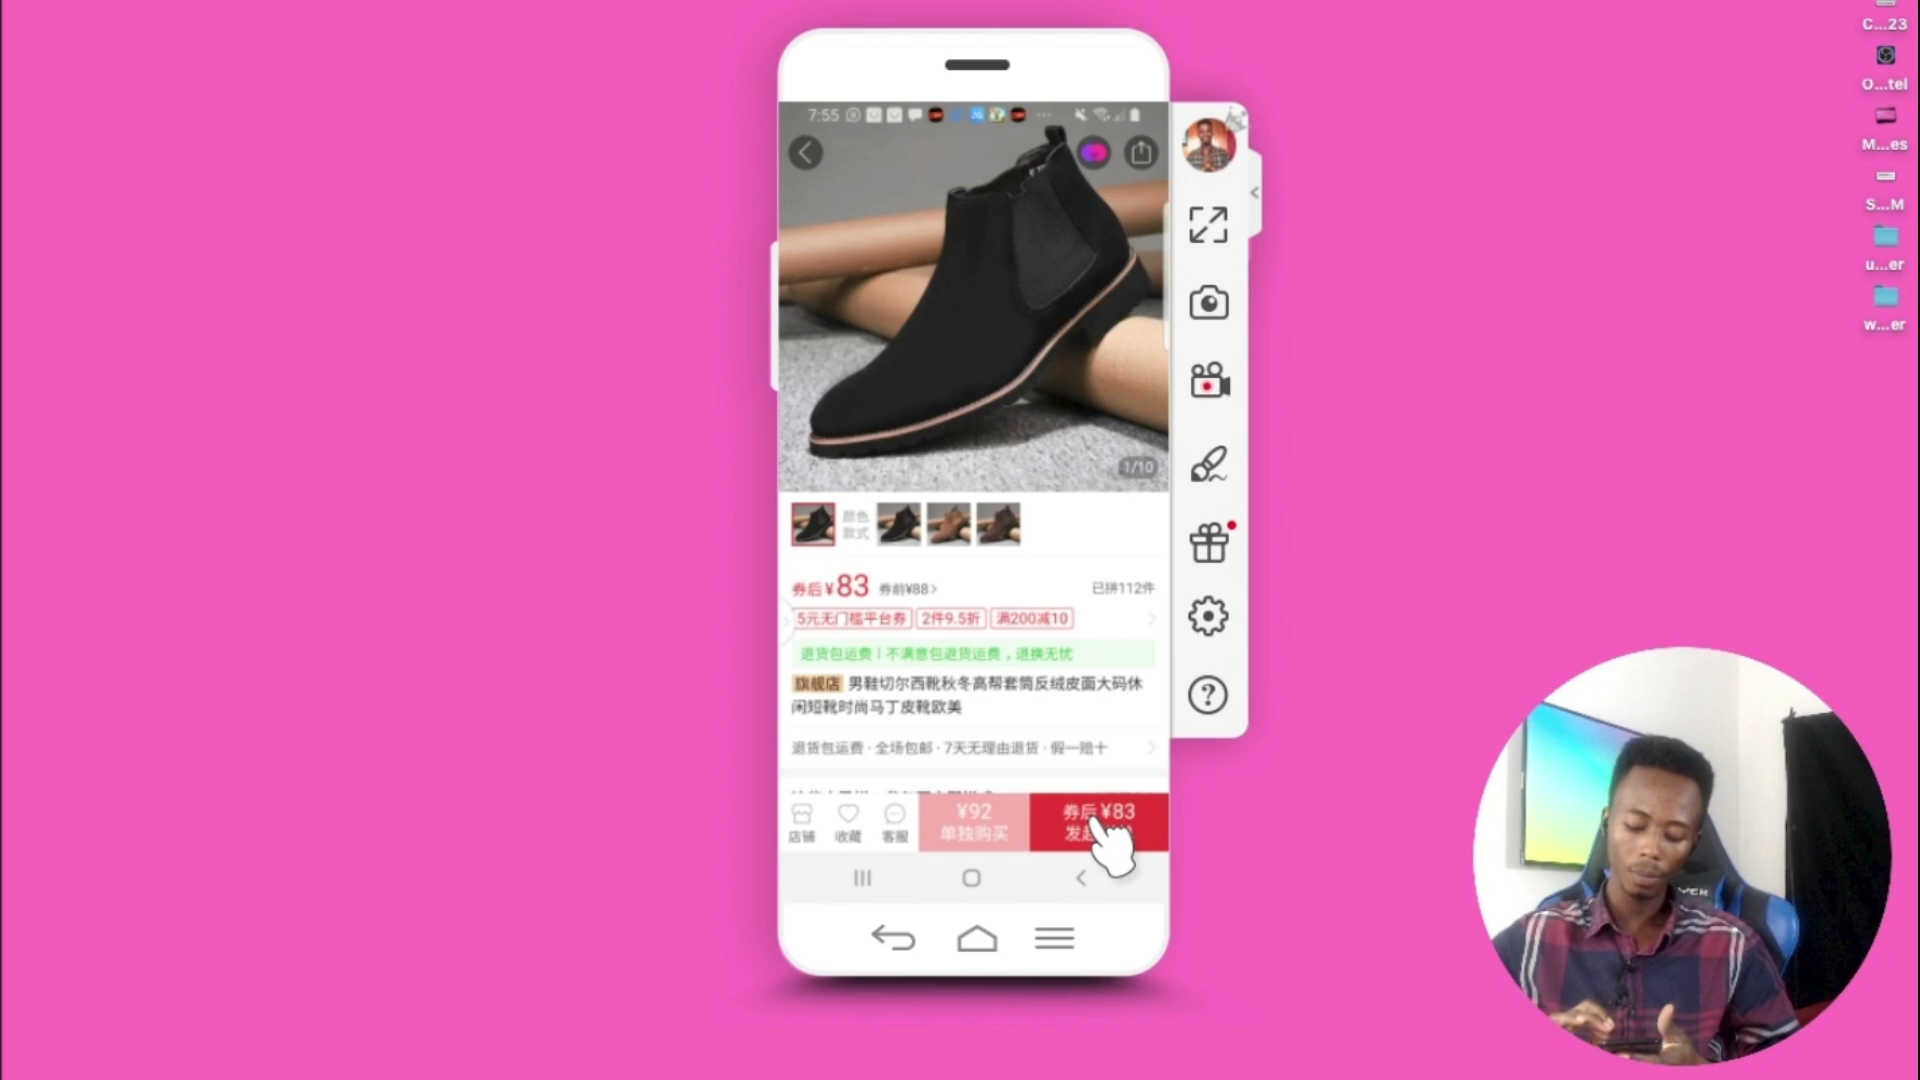 C...23
O...tel
M...es
S...M
u...er
w...er
7:55
1/10
颜色
款式
券后¥83 券前¥88> 已拼112件
5元无门槛平台券 2件9.5折 满200减10
退货包运费 | 不满意包退货运费，退换无忧
旗舰店 男鞋切尔西靴秋冬高帮套筒反绒皮面大码休
闲短靴时尚马丁皮靴欧美
退货包运费 · 全场包邮 · 7天无理由退货 · 假一赔十
店铺 收藏 客服
¥92
单独购买
券后¥83